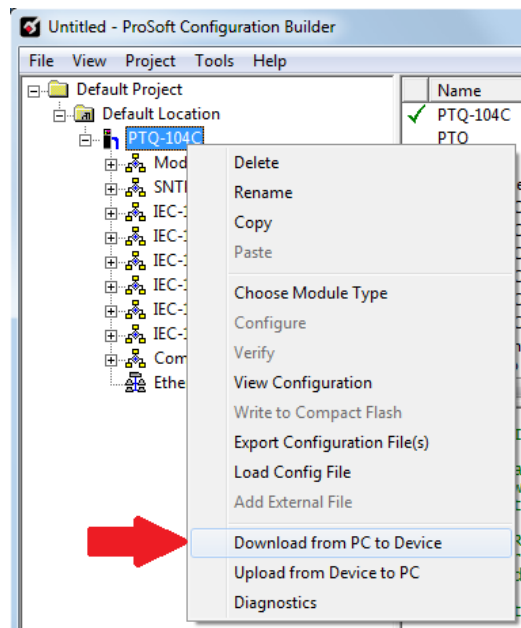 Untitled - ProSoft Configuration Builder
File View Project Tools Help
Default Project
Default Location
PTQ-104C
Name
PTQ-104C
PTQ
Delete
Rename
Copy
Paste
Choose Module Type
Configure
Verify
View Configuration
Write to Compact Flash
Export Configuration File(s)
Load Config File
Add External File
Download from PC to Device
Upload from Device to PC
Diagnostics